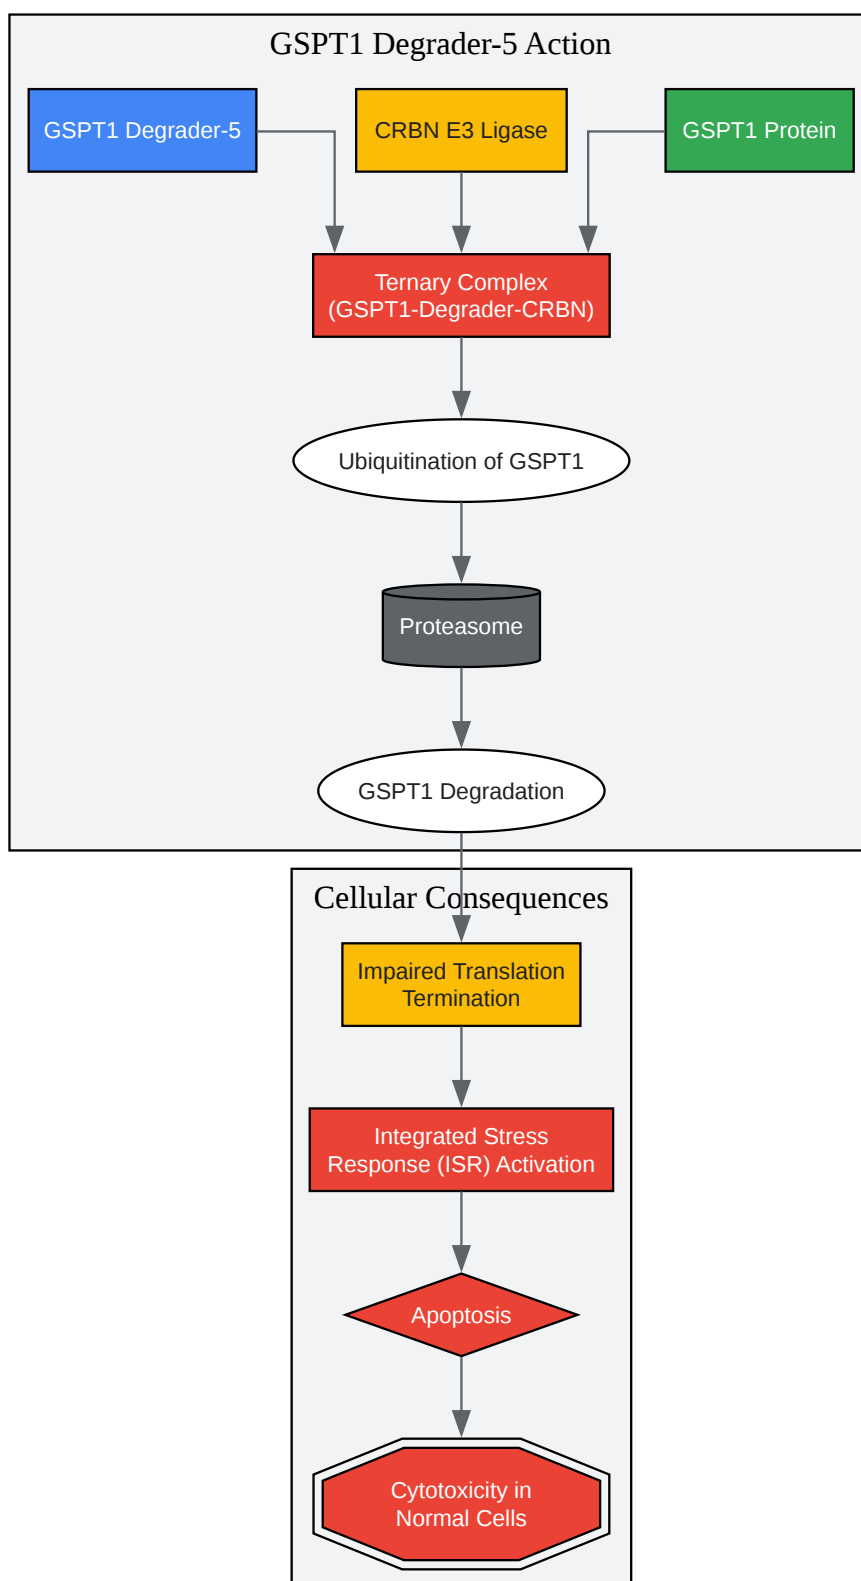 GSPT1 Degrader-5 Action
GSPT1 Degrader-5
CRBN E3 Ligase
GSPT1 Protein
Ternary Complex
(GSPT1-Degrader-CRBN)
Ubiquitination of GSPT1
Proteasome
GSPT1 Degradation
Cellular Consequences
Impaired Translation
Termination
Integrated Stress
Response (ISR) Activation
Apoptosis
Cytotoxicity in
Normal Cells